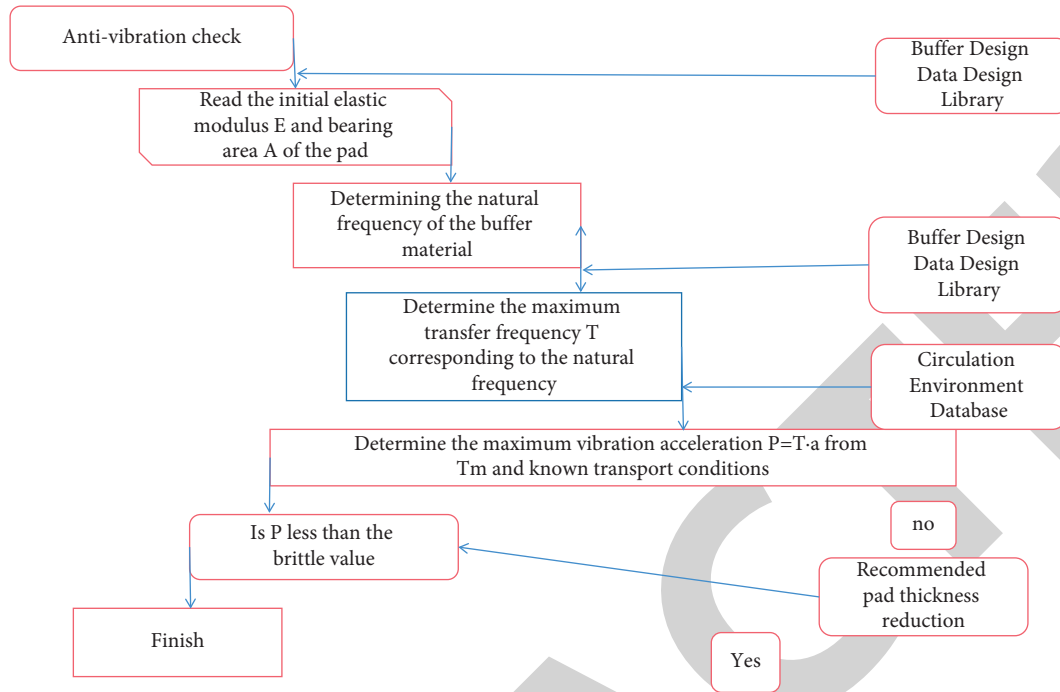 Anti-vibration check
Buffer Design
Data Design
Library
Read the initial elastic
modulus E and bearing
area A of the pad
Determining the natural
frequency of the buffer
material
Buffer Design
Data Design
Library
Determine the maximum
transfer frequency T
corresponding to the natural
frequency
Circulation
Environment
Database
Determine the maximum vibration acceleration P=T·a from
Tm and known transport conditions
no
Is P less than the
brittle value
Recommended
pad thickness
reduction
Finish
Yes